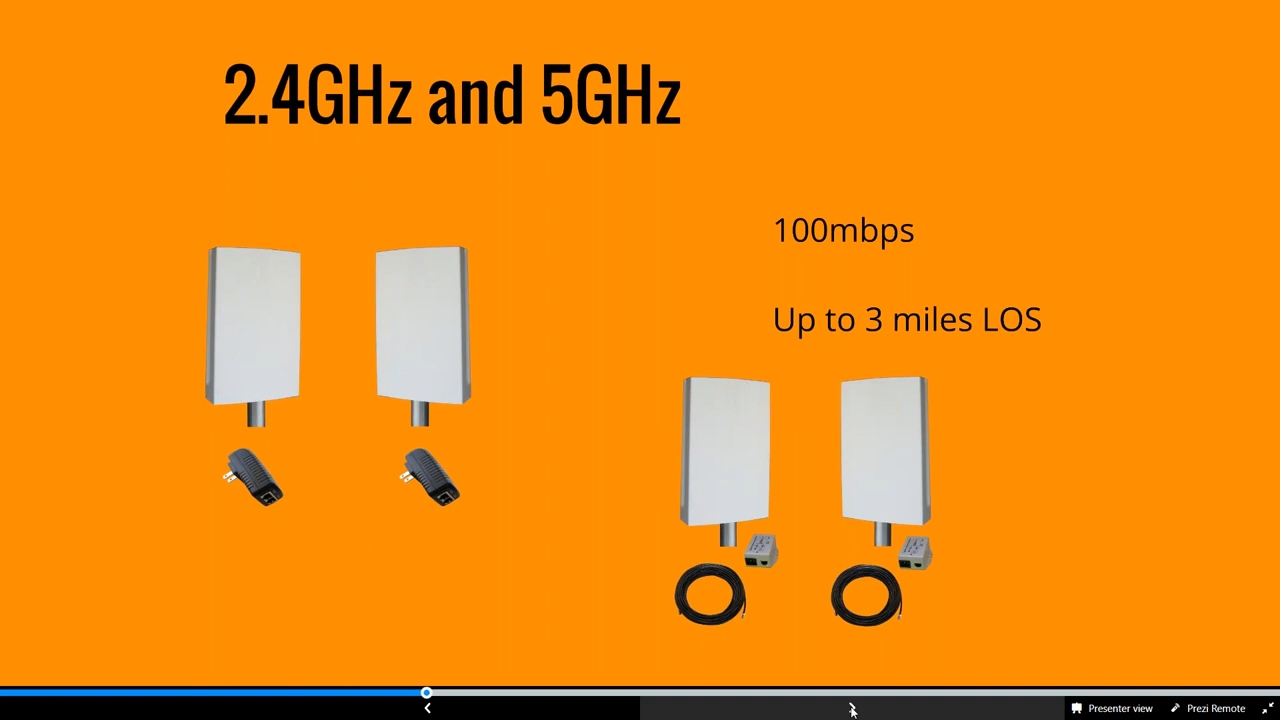 2.4GHz and 5GHz
100mbps
Up to 3 miles LOS
Presenter view
Prezi Remote